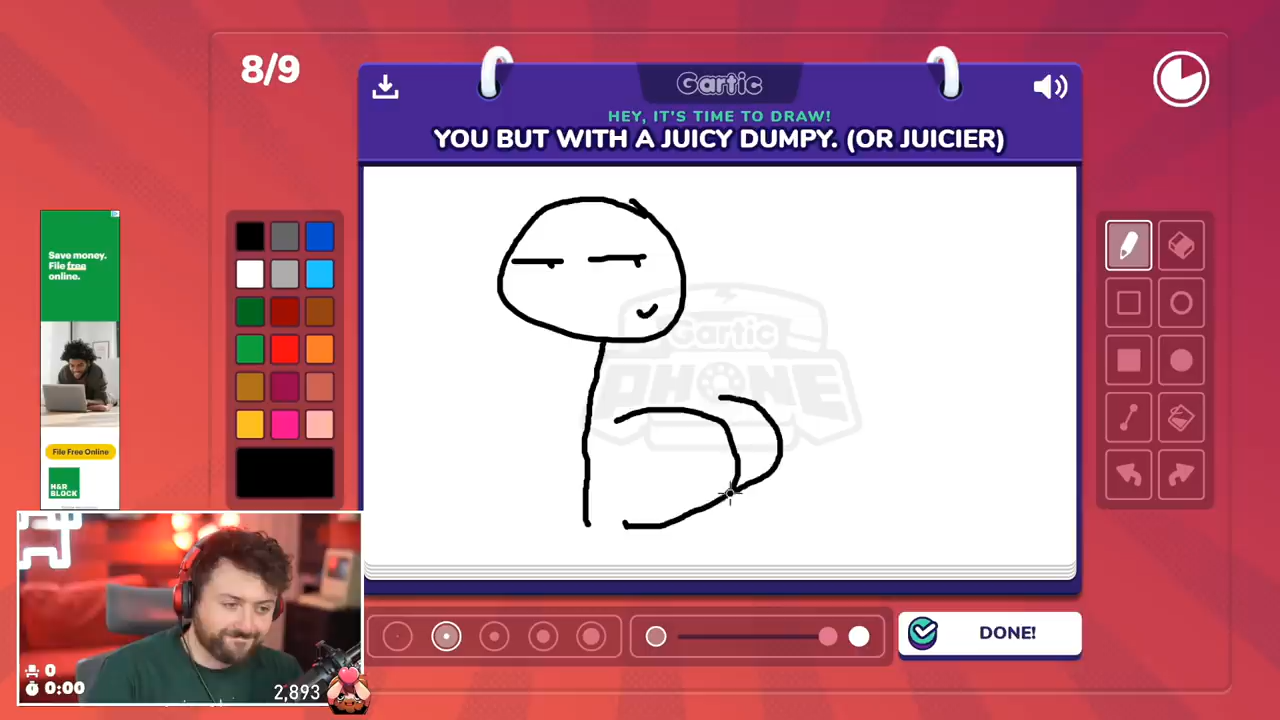 8/9
Gartic
HEY, IT'S TIME TO DRAW!
YOU BUT WITH A JUICY DUMPY. (OR JUICIER)
Gartic
PHONE
Save money.
File free
online.
File Free Online
H&R
BLOCK
DONE!
0
0:00
2,893